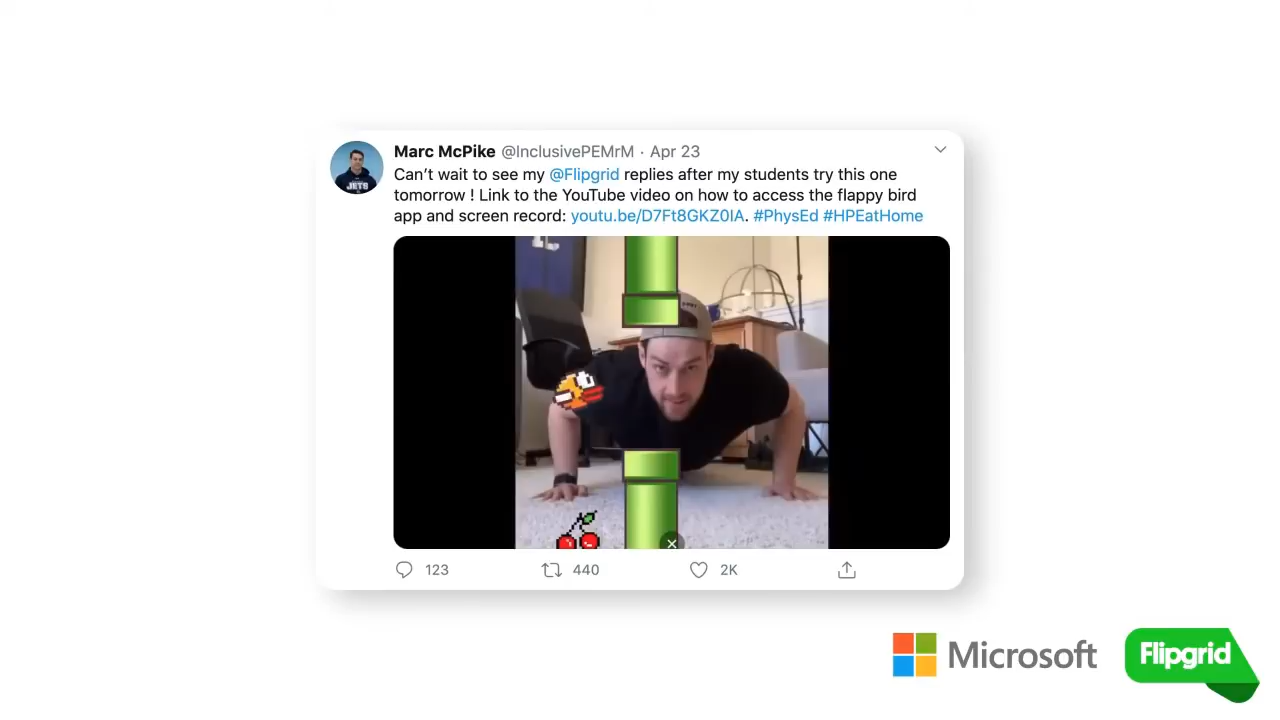 Marc McPike @InclusivePEMrM · Apr 23
Can’t wait to see my @Flipgrid replies after my students try this one
tomorrow ! Link to the YouTube video on how to access the flappy bird
app and screen record: youtu.be/D7Ft8GKZ0IA. #PhysEd #HPEatHome
JETS
123 440 2K
Microsoft
Flipgrid